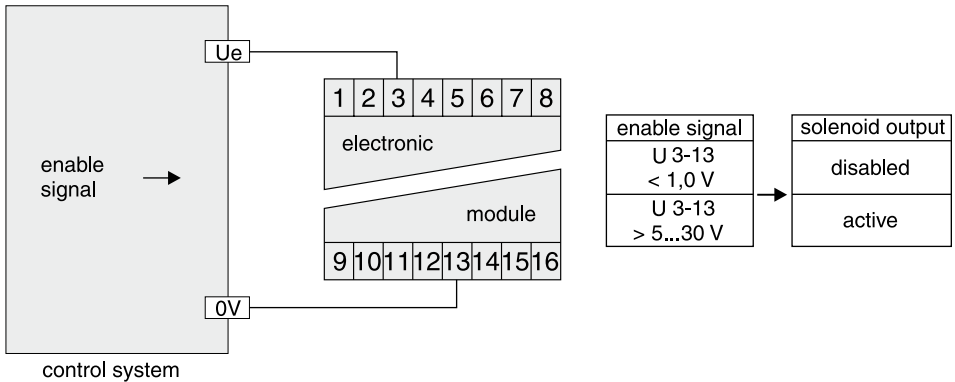 Ue
1 2 3 4 5 6 7 8
electronic
enable
signal
module
9 10 11 12 13 14 15 16
0V
control system
enable signal
U 3-13
< 1,0 V
U 3-13
> 5...30 V
solenoid output
disabled
active